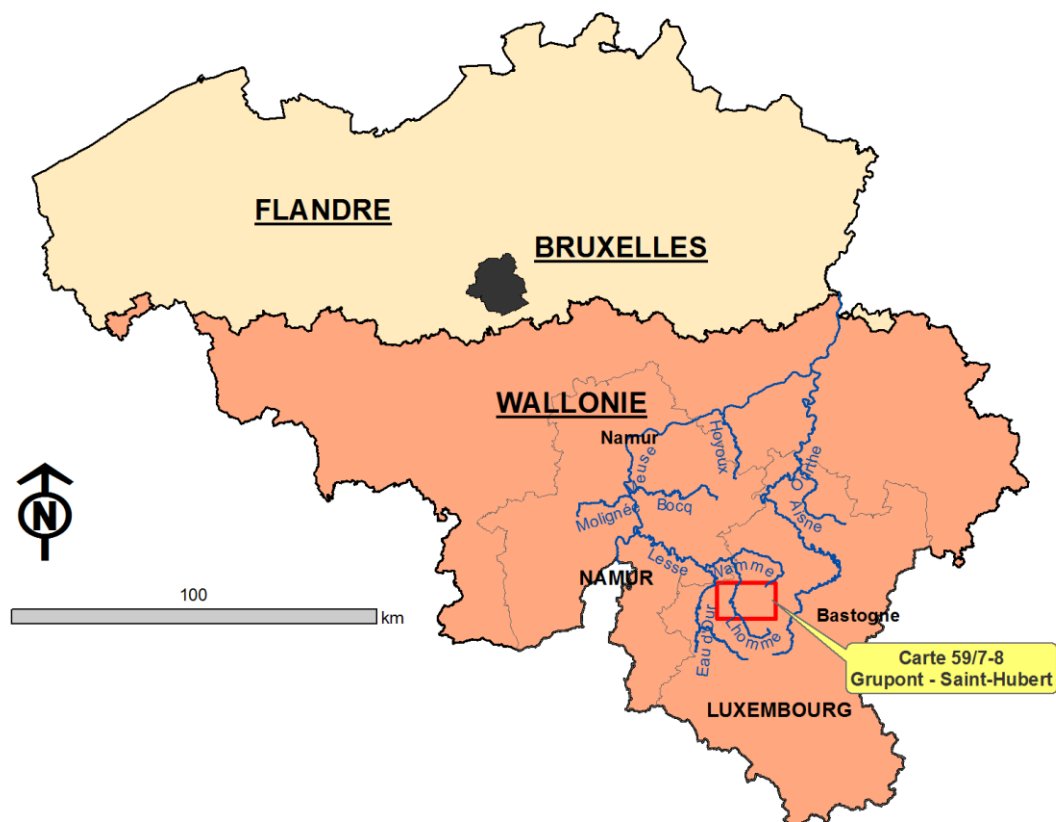 FLANDRE
BRUXELLES
WALLONIE
Namur
Meuse
Hoyoux
Ourthe
Molignée
Bocq
Aisne
Lesse
Wamme
NAMUR
N
100
km
Bastogne
Eau d'Our
Lhomme
Carte 59/7-8
Grupont - Saint-Hubert
LUXEMBOURG